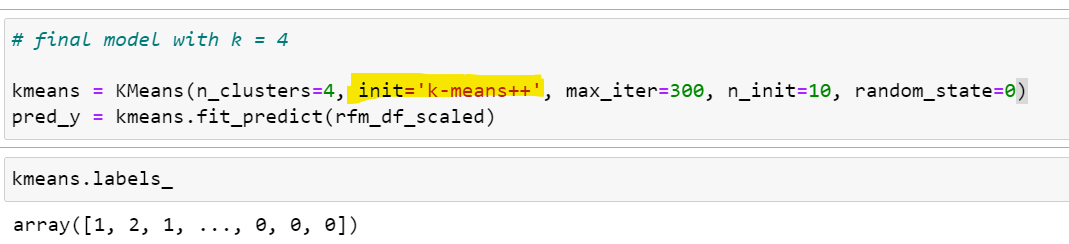 # final model with k = 4
kmeans = KMeans(n_clusters=4, init='k-means++', max_iter=300, n_init=10, random_state=0)
pred_y = kmeans.fit_predict(rfm_df_scaled)
kmeans.labels_
array([1, 2, 1, ..., 0, 0, 0])